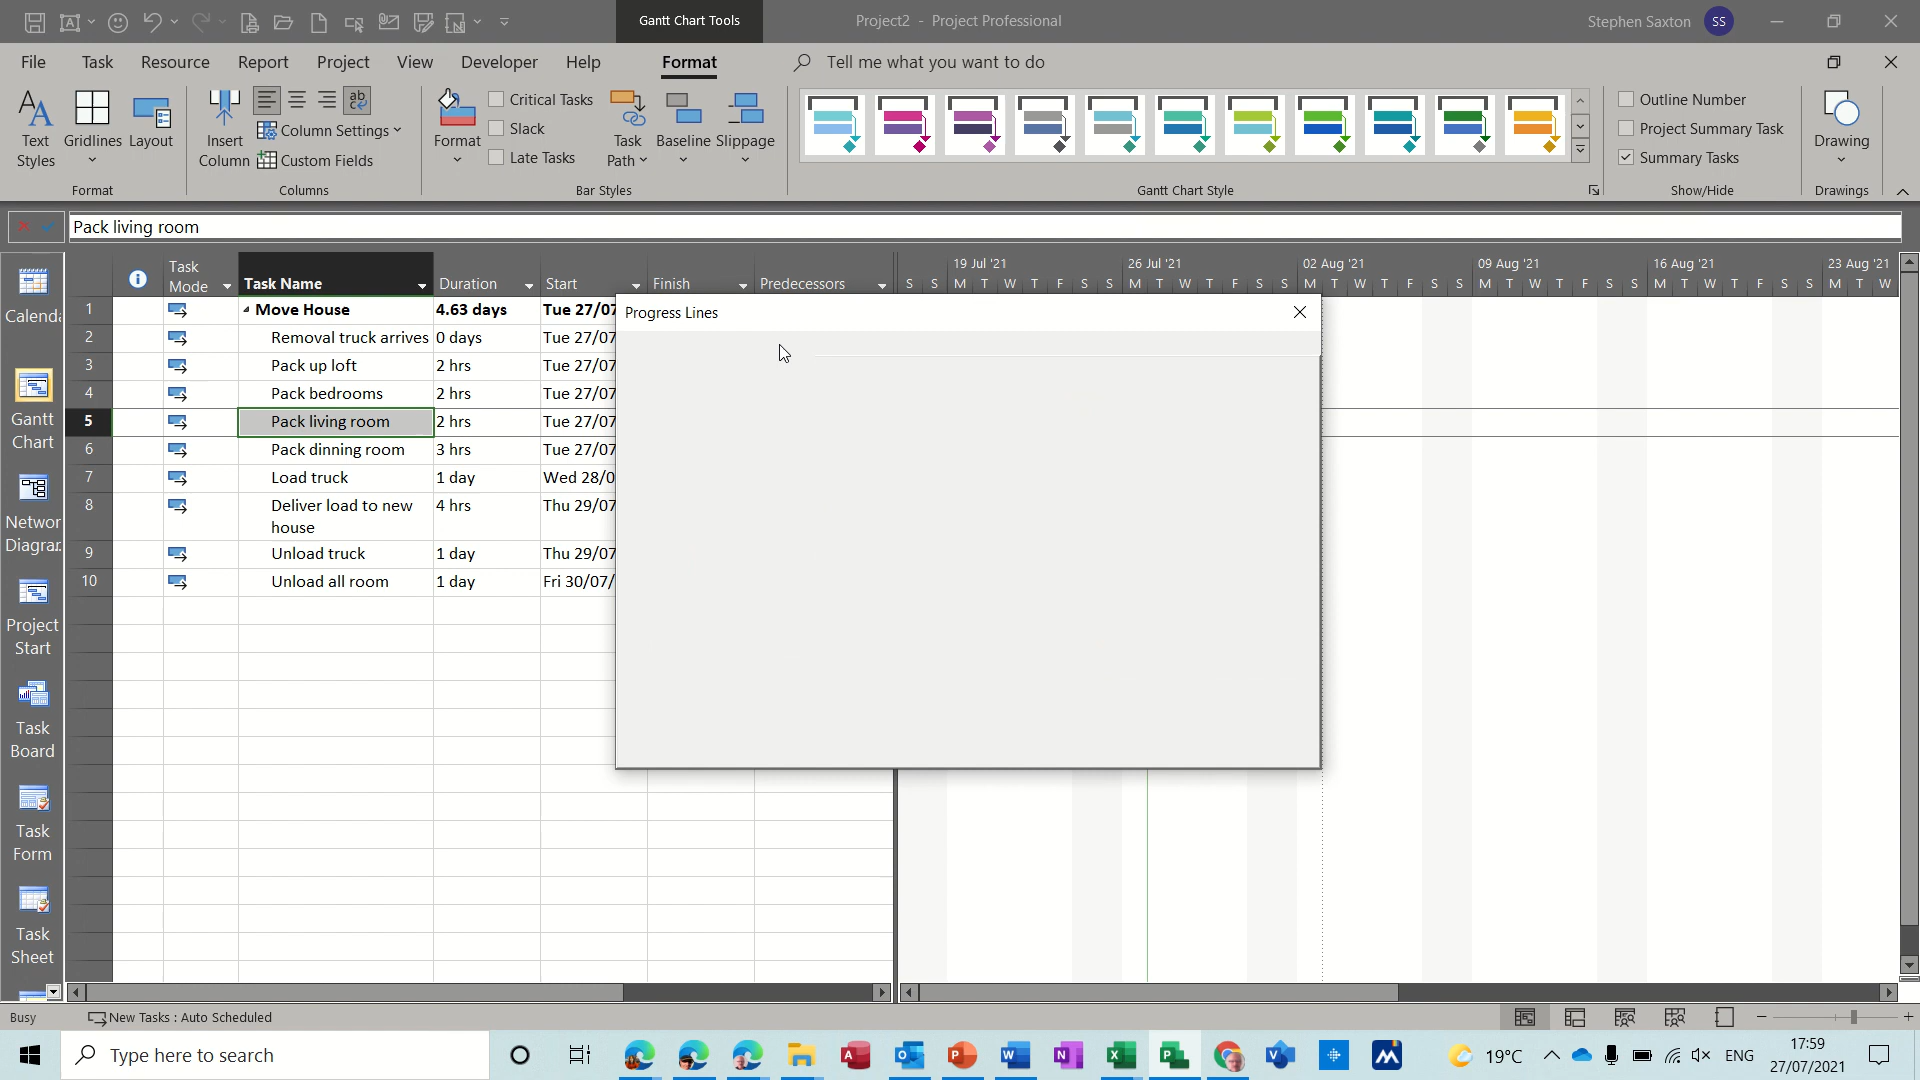 Gantt Chart Tools
Project2 - Project Professional
Stephen Saxton SS
File Task Resource Report Project View Developer Help Format Tell me what you want to do
Text Styles
Gridlines
Layout
Format
Insert Column
Column Settings
Custom Fields
Columns
Format
Critical Tasks
Slack
Late Tasks
Task Path
Baseline
Slippage
Bar Styles
Gantt Chart Style
Outline Number
Project Summary Task
Summary Tasks
Show/Hide
Drawing
Drawings
Pack living room
Task Mode Task Name Duration Start Finish Predecessors
19 Jul '21 26 Jul '21 02 Aug '21 09 Aug '21 16 Aug '21 23 Aug '21
S S M T W T F S S M T W T F S S M T W T F S S M T W T F S S M T W T F S S M T W
1 Move House 4.63 days Tue 27/07
2 Removal truck arrives 0 days Tue 27/07
3 Pack up loft 2 hrs Tue 27/07
4 Pack bedrooms 2 hrs Tue 27/07
5 Pack living room 2 hrs Tue 27/07
6 Pack dinning room 3 hrs Tue 27/07
7 Load truck 1 day Wed 28/0
8 Deliver load to new house 4 hrs Thu 29/07
9 Unload truck 1 day Thu 29/07
10 Unload all room 1 day Fri 30/07/
Progress Lines
Calenda
Gantt Chart
Networ Diagran
Project Start
Task Board
Task Form
Task Sheet
Busy New Tasks : Auto Scheduled
Type here to search
19°C
ENG
17:59
27/07/2021